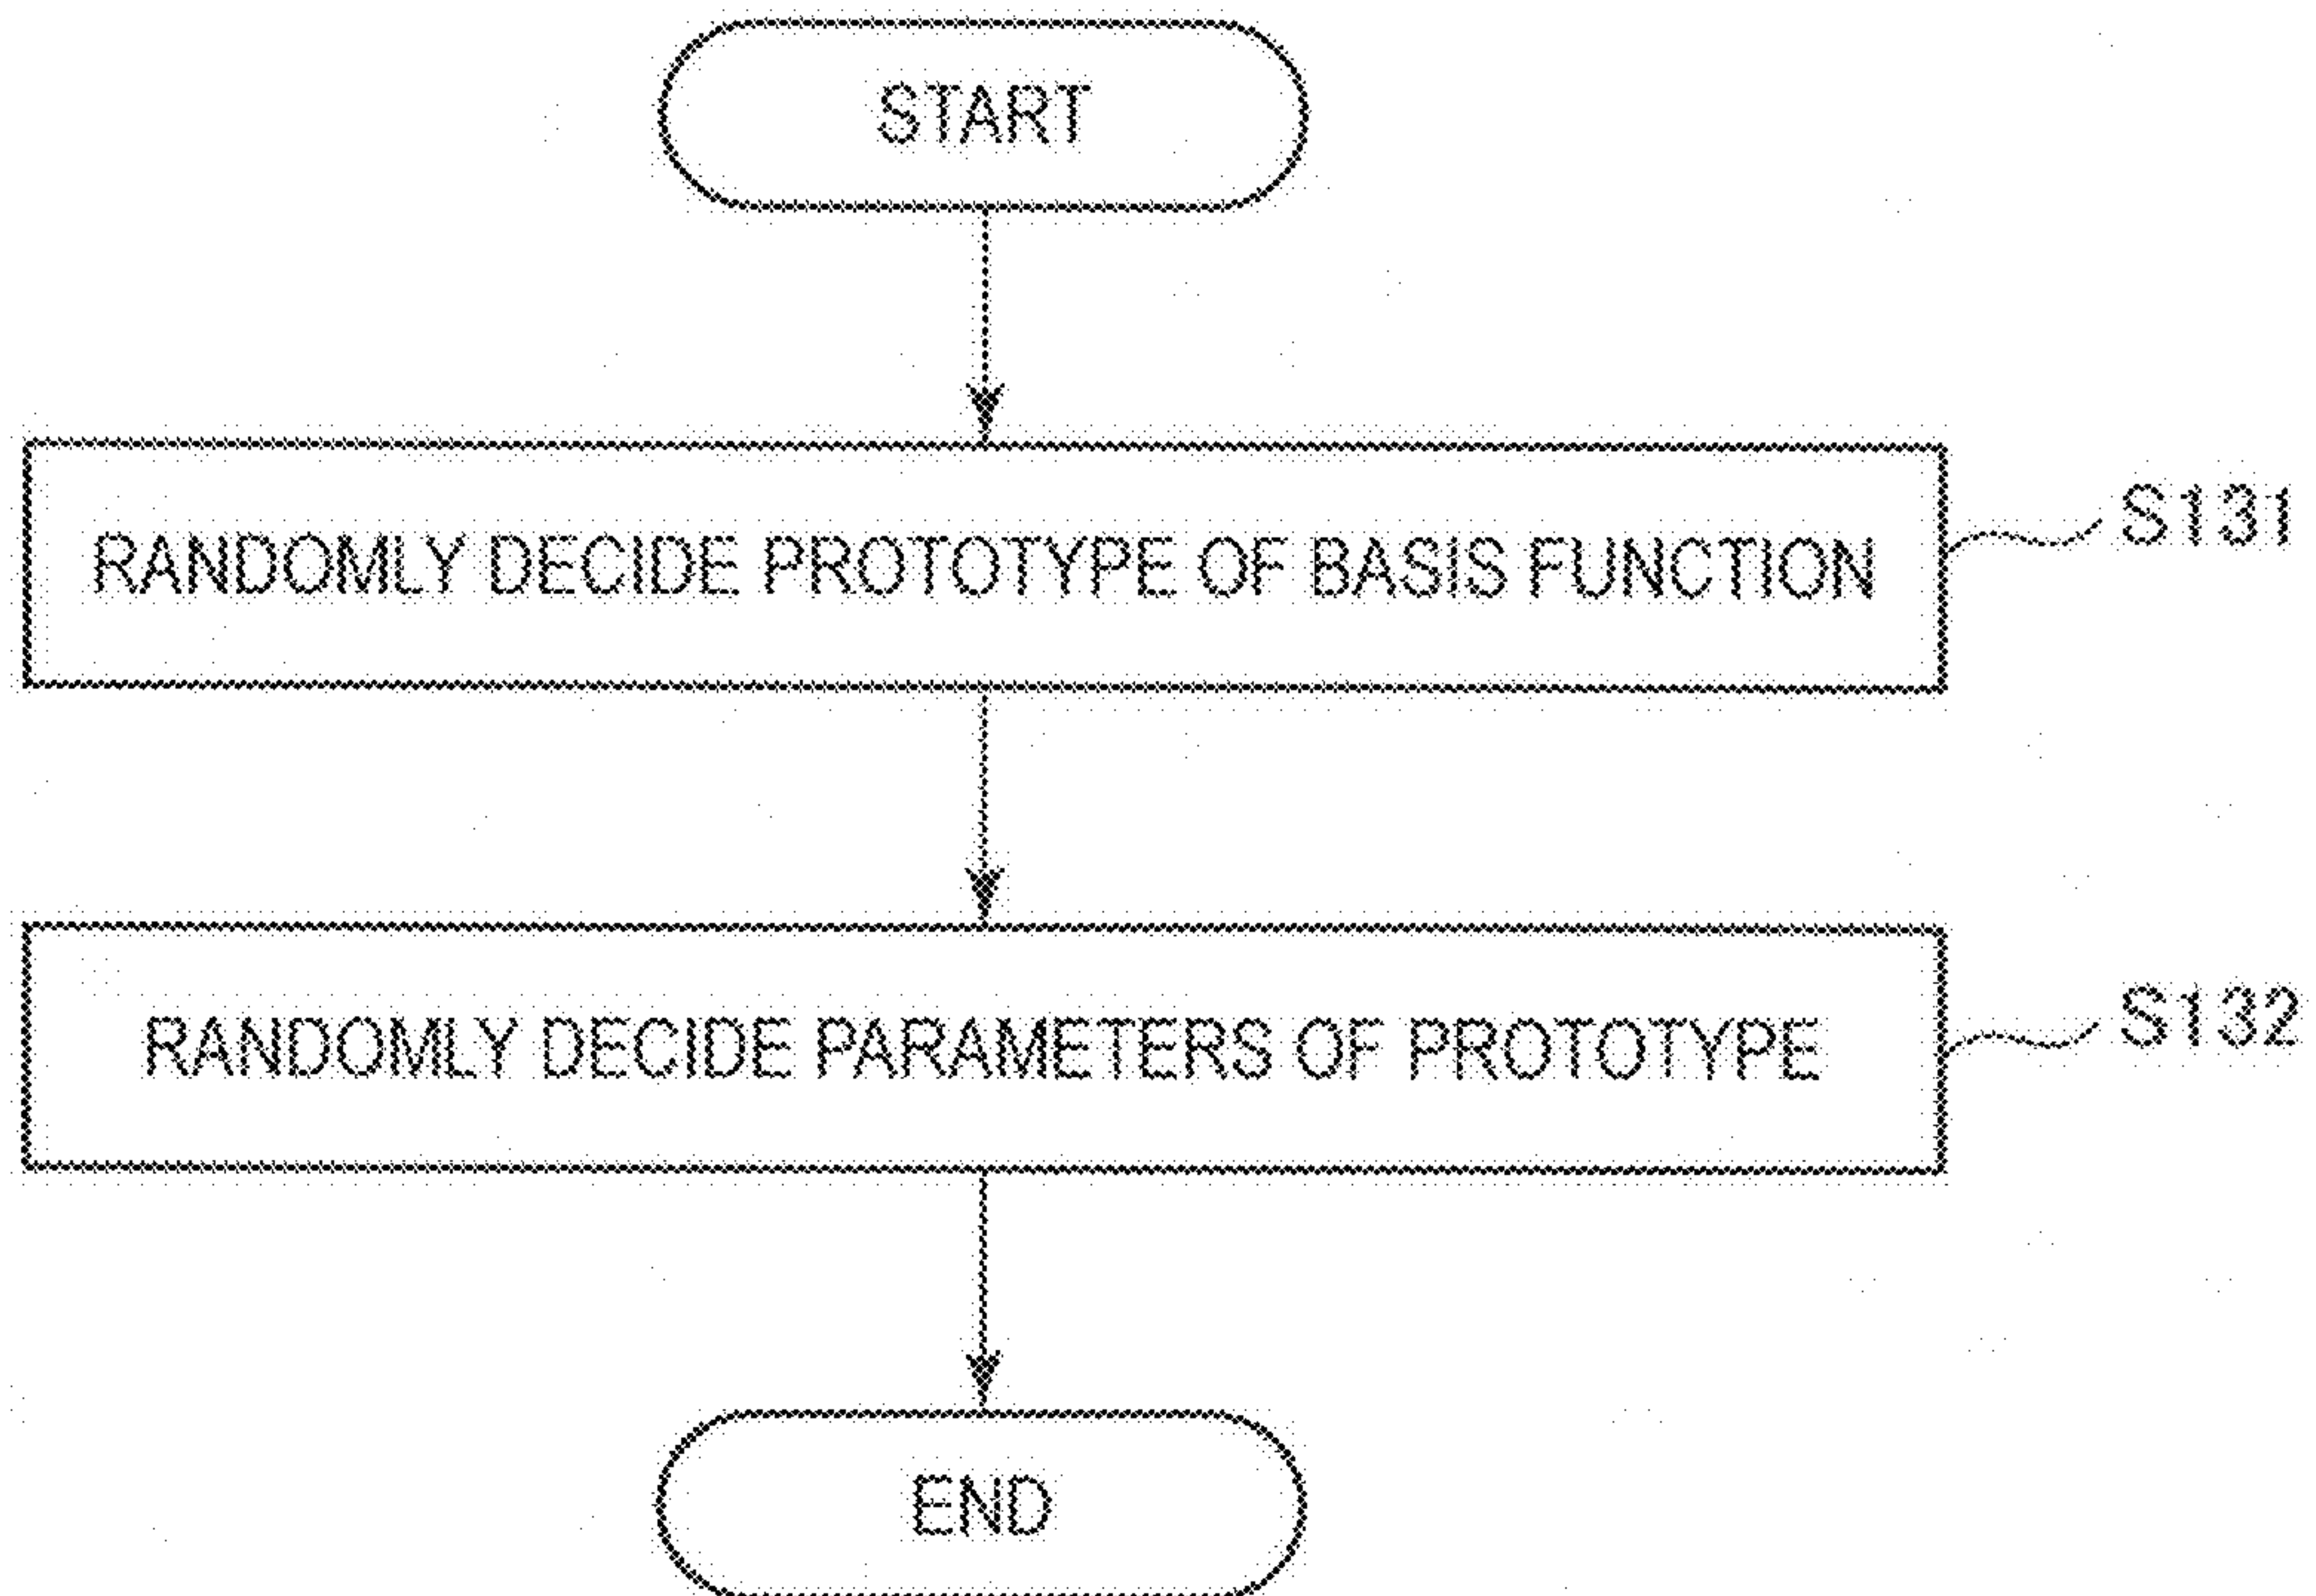 START
RANDOMLY DECIDE PROTOTYPE OF BASIS FUNCTION
S131
RANDOMLY DECIDE PARAMETERS OF PROTOTYPE
S132
END